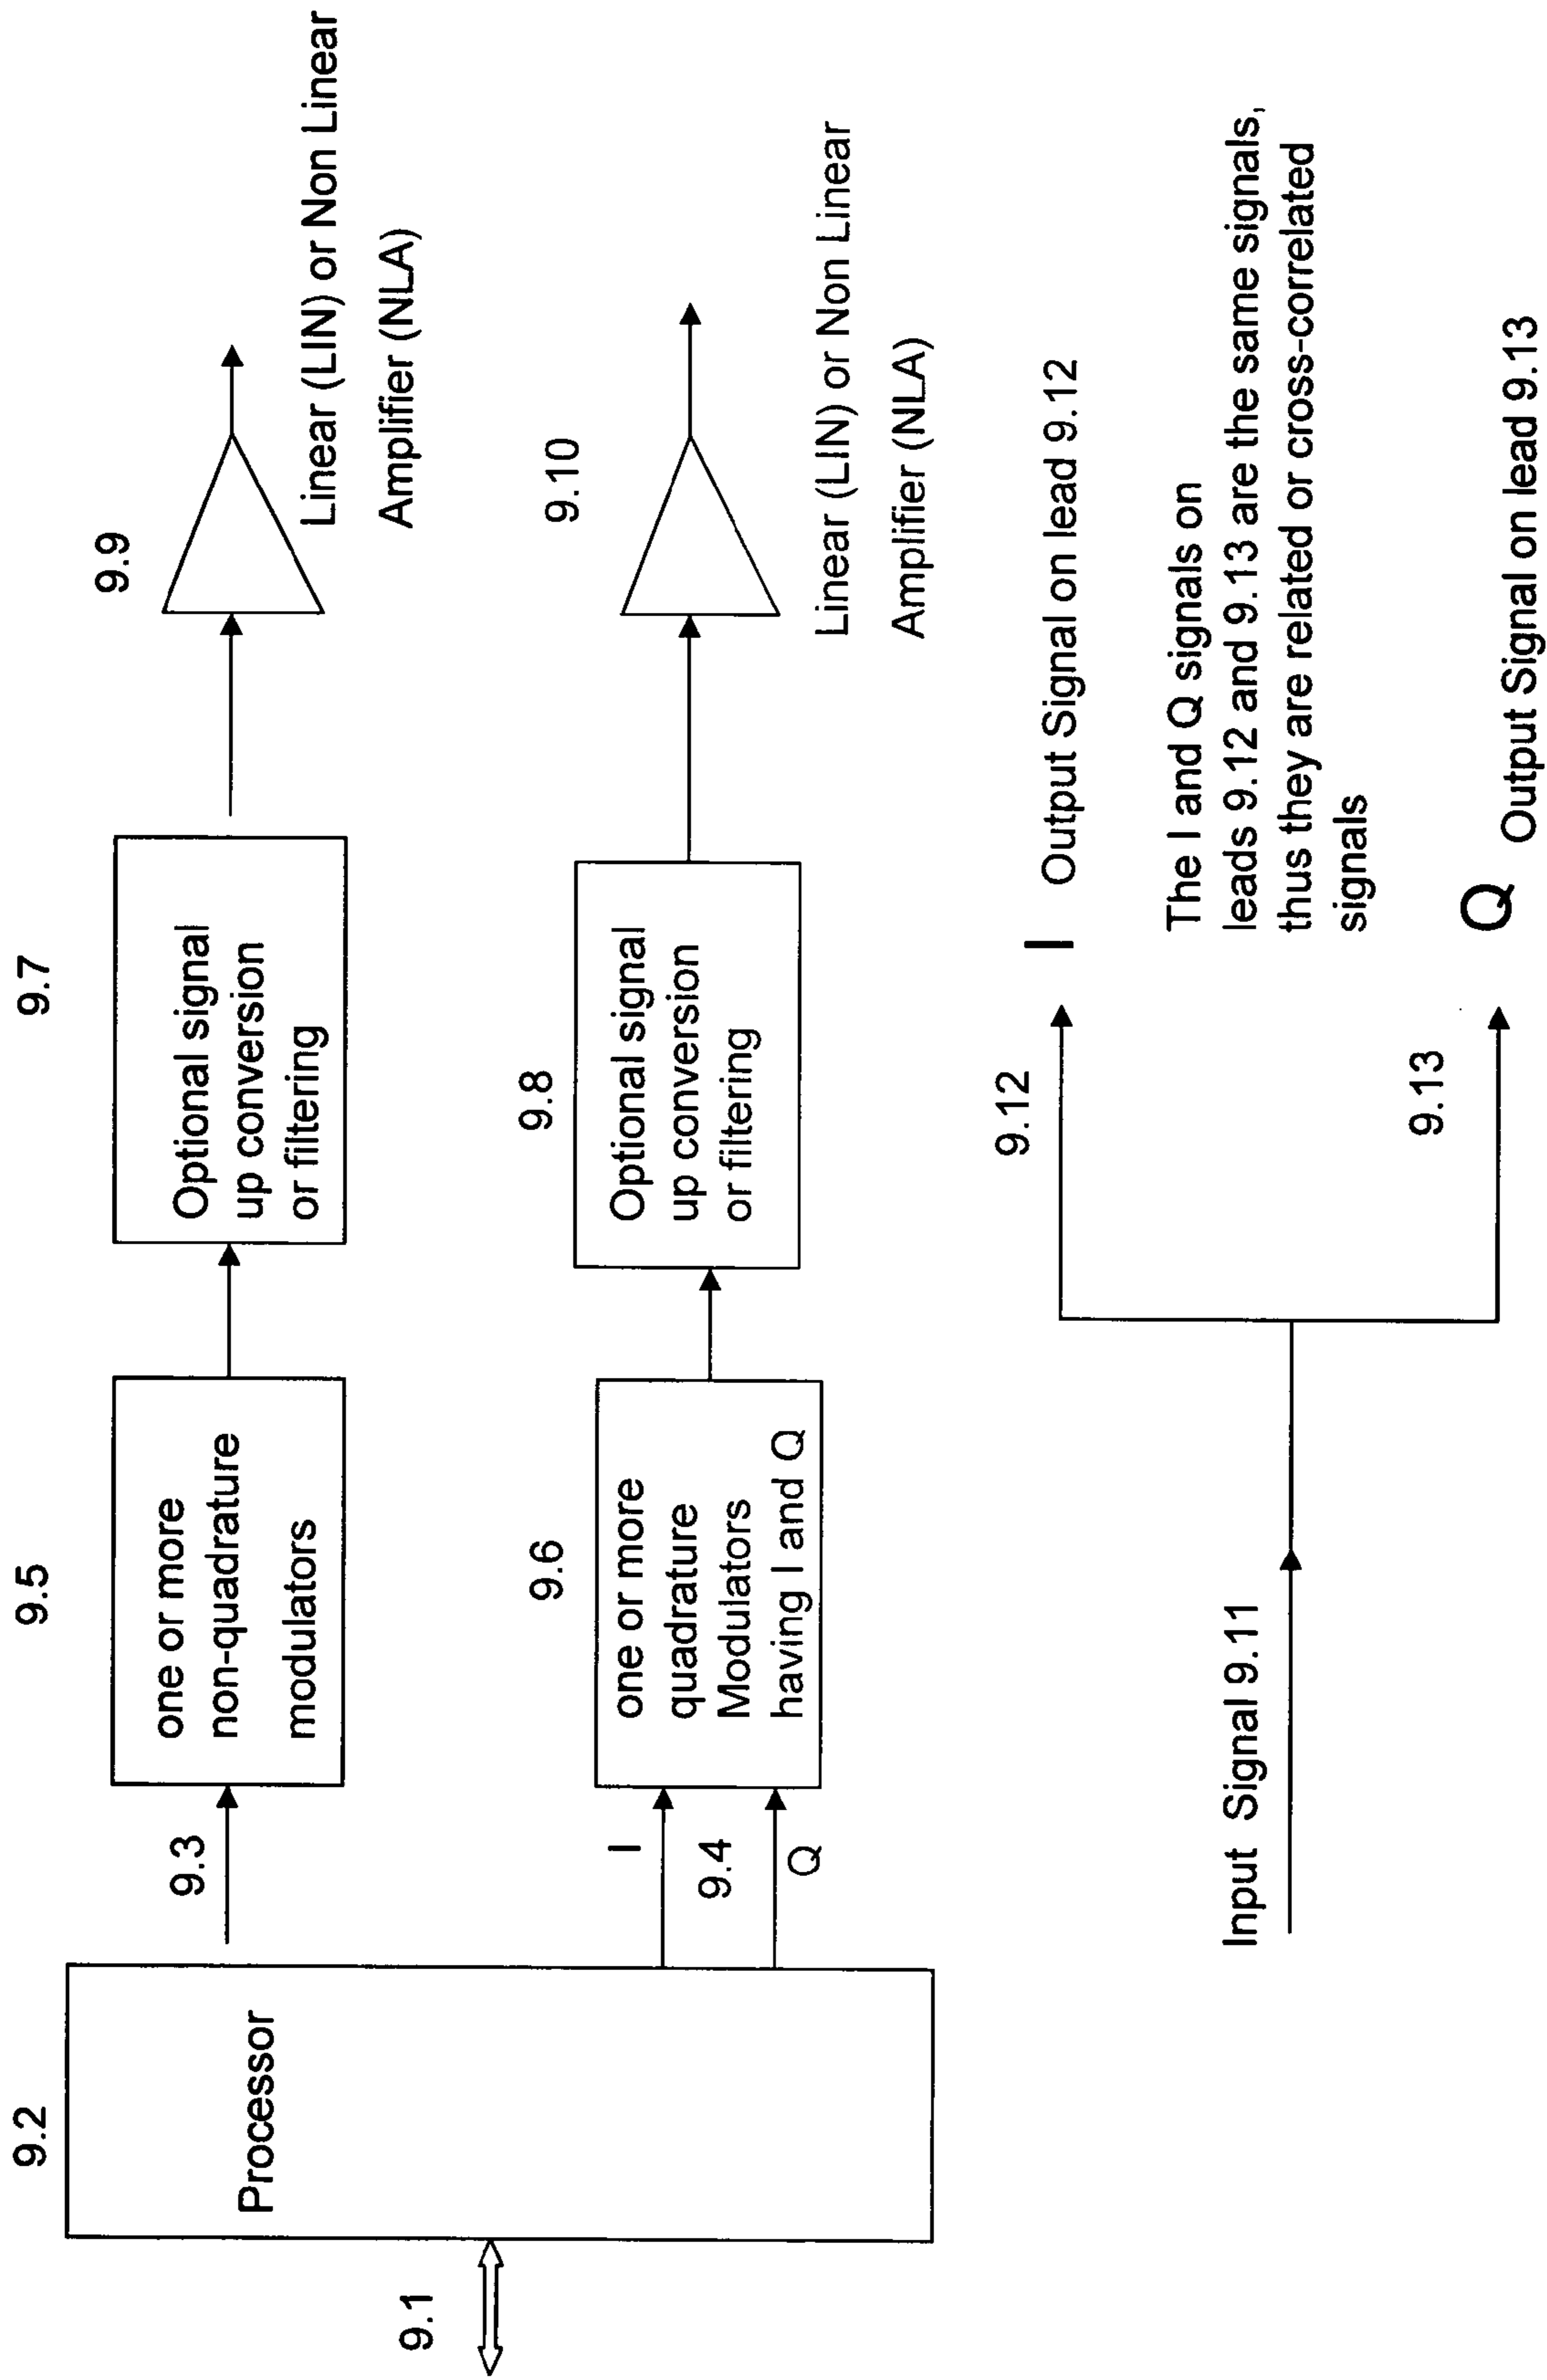 9.1
9.2
Processor
9.3
I
9.4
Q
9.5
one or more
non-quadrature
modulators
9.6
one or more
quadrature
Modulators
having I and Q
9.7
Optional signal
up conversion
or filtering
9.8
Optional signal
up conversion
or filtering
9.9
Linear (LIN) or Non Linear
Amplifier (NLA)
9.10
Linear (LIN) or Non Linear
Amplifier (NLA)
Input Signal 9.11
9.12
I
Output Signal on lead 9.12
The I and Q signals on
leads 9.12 and 9.13 are the same signals,
thus they are related or cross-correlated
signals
9.13
Q
Output Signal on lead 9.13